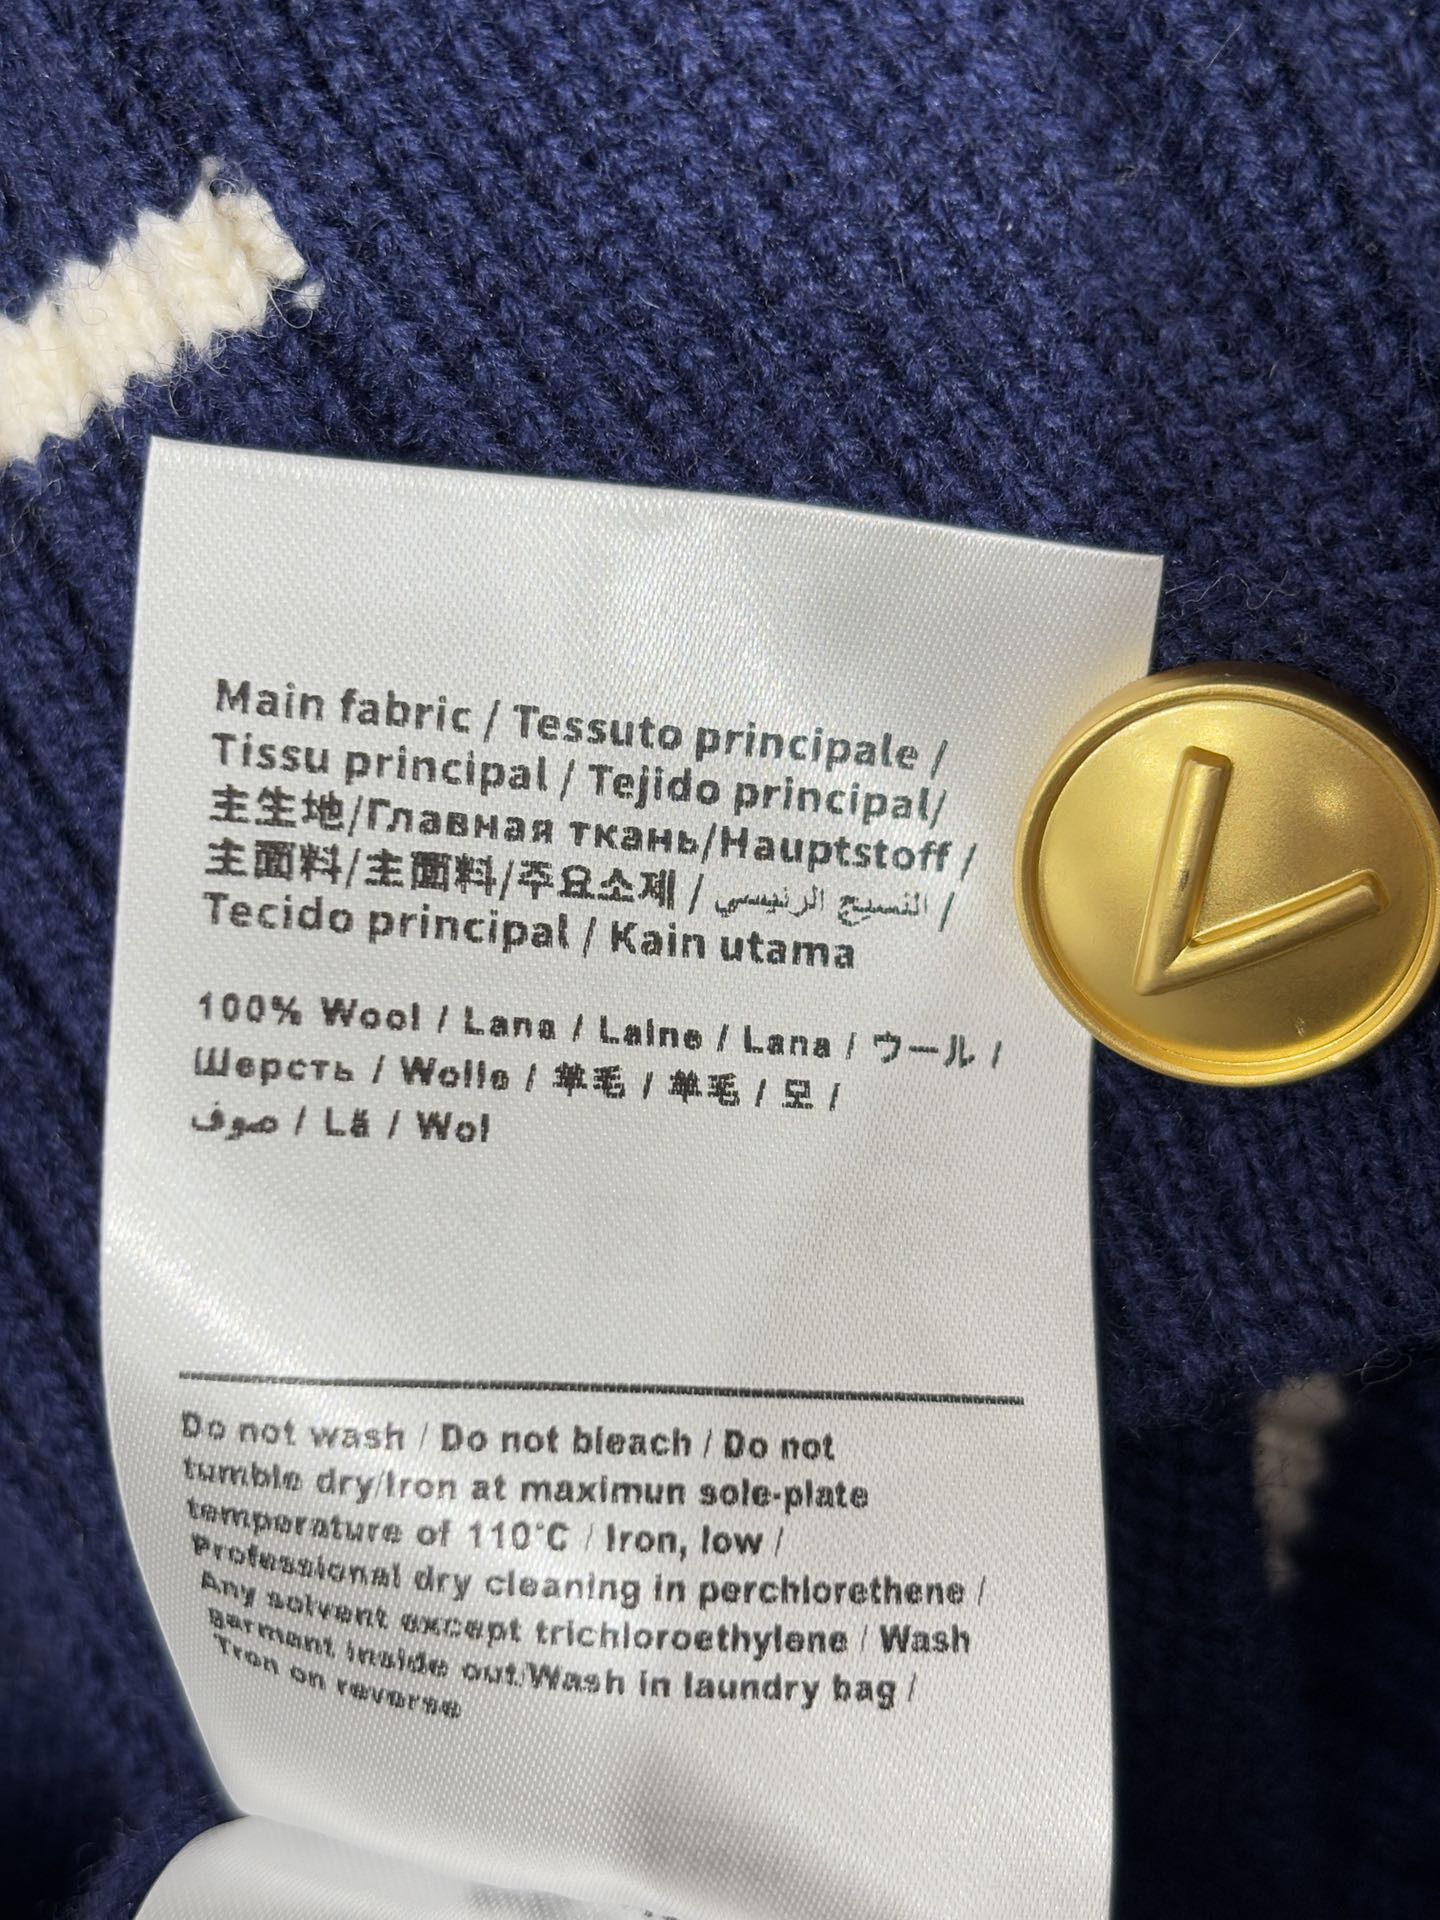 Main fabric / Tessuto principale /
Tissu principal / Tejido principal/
主生地/Главная ткань/Hauptstoff /
主面料/主面料/주요소재 / النسيج الرئيسي /
Tecido principal / Kain utama
100% Wool / Lana / Laine / Lana / ウール /
Шерсть / Wolle / 羊毛 / 羊毛 / 모 /
صوف / Lã / Wol
Do not wash / Do not bleach / Do not
tumble dry/Iron at maximun sole-plate
temperature of 110°C / Iron, low /
Professional dry cleaning in perchlorethene /
Any solvent except trichloroethylene / Wash
garment inside out/Wash in laundry bag /
Iron on reverse